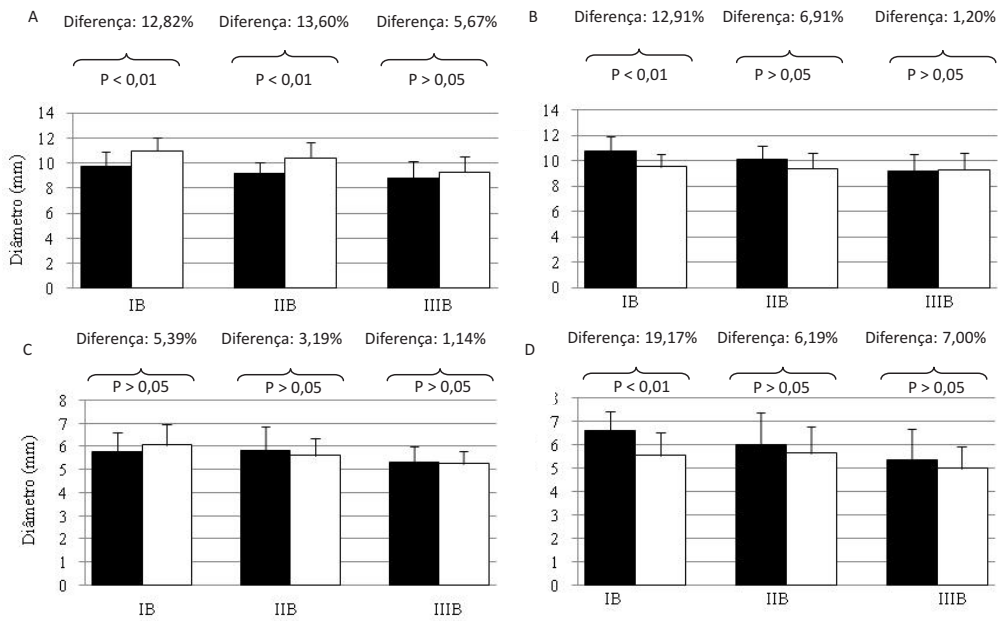 A
Diferença: 12,82%
Diferença: 13,60%
Diferença: 5,67%
P < 0,01
P < 0,01
P > 0,05
Diâmetro (mm)
14
12
10
8
6
4
2
0
IB
IIB
IIIB
B
Diferença: 12,91%
Diferença: 6,91%
Diferença: 1,20%
P < 0,01
P > 0,05
P > 0,05
14
12
10
8
6
4
2
0
IB
IIB
IIIB
C
Diferença: 5,39%
Diferença: 3,19%
Diferença: 1,14%
P > 0,05
P > 0,05
P > 0,05
Diâmetro (mm)
8
7
6
5
4
3
2
1
0
IB
IIB
IIIB
D
Diferença: 19,17%
Diferença: 6,19%
Diferença: 7,00%
P < 0,01
P > 0,05
P > 0,05
8
7
6
5
4
3
2
1
0
IB
IIB
IIIB